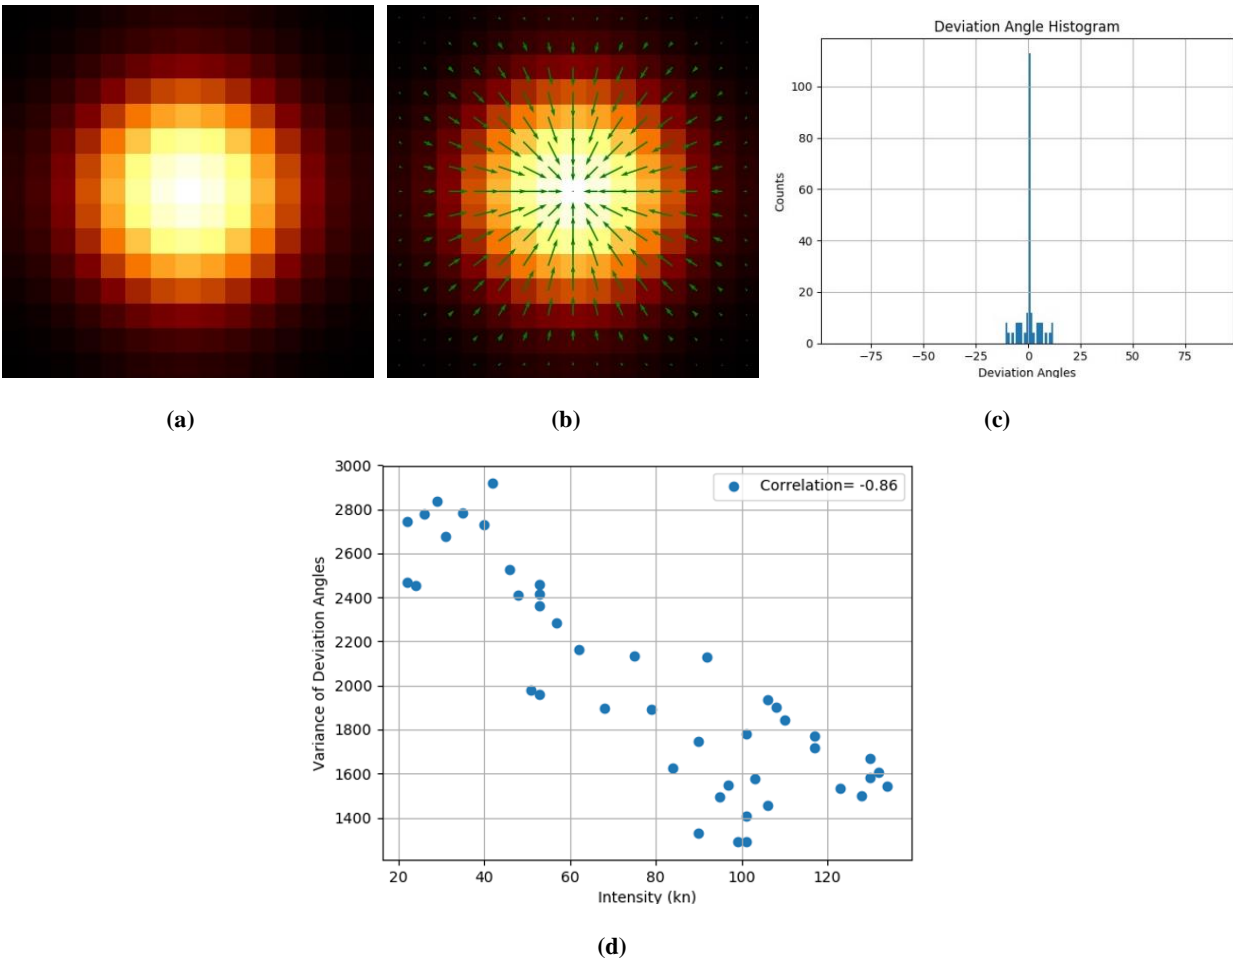 Deviation Angle Histogram
100
80
60
40
20
0
Counts
−75 −50 −25 0 25 50 75
Deviation Angles
(a) (b) (c)
3000
2800
2600
2400
2200
2000
1800
1600
1400
Variance of Deviation Angles
Correlation= -0.86
20 40 60 80 100 120
Intensity (kn)
(d)